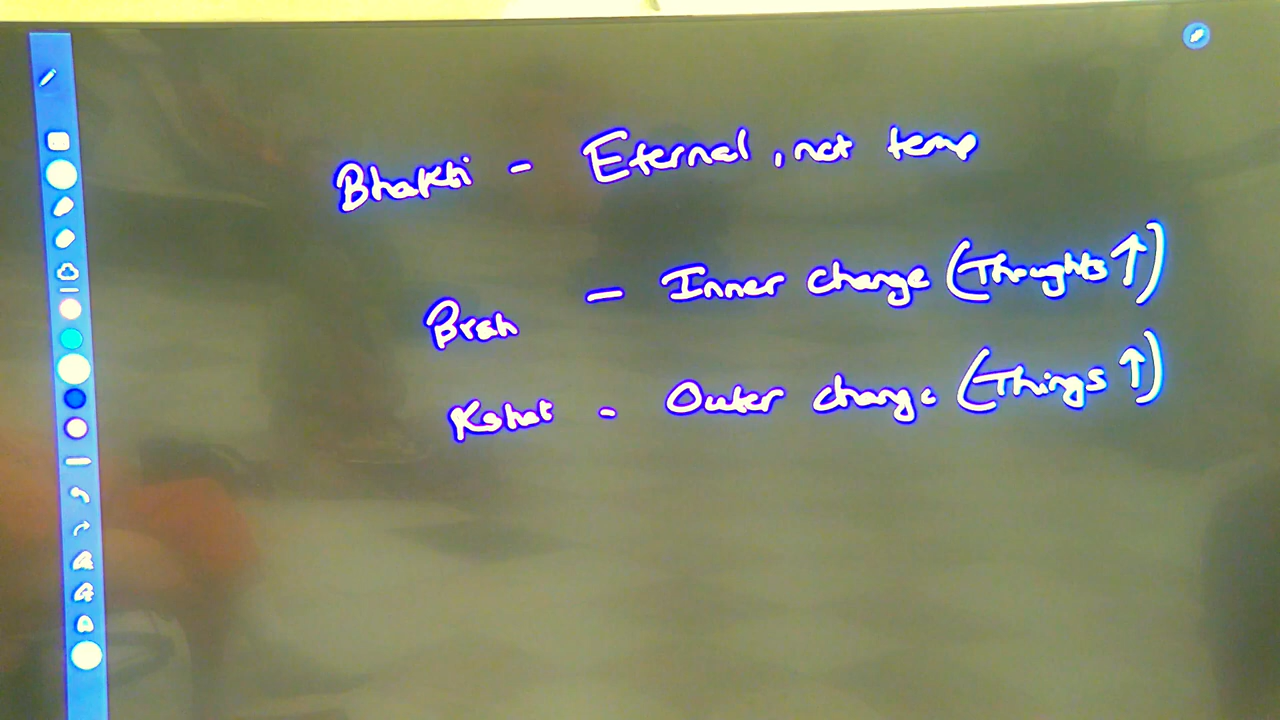 Bhakti - Eternal, not temp
Brah - Inner change (Thoughts ↑)
Kshat - Outer change (Things ↑)